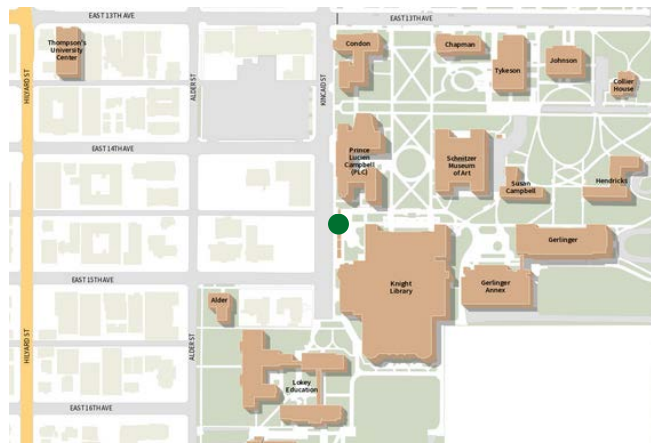 EAST 13TH AVE
EAST 13TH AVE
Thompson's
University
Center
Condon
Chapman
Tykeson
Johnson
Collier
House
HILYARD ST
ALDER ST
KINCAID ST
EAST 14TH AVE
Prince
Lucien
Campbell
(PLC)
Schnitzer
Museum
of Art
Susan
Campbell
Hendricks
Gerlinger
EAST 15TH AVE
Knight
Library
Gerlinger
Annex
Alder
HILYARD ST
ALDER ST
Lokey
Education
EAST 16TH AVE